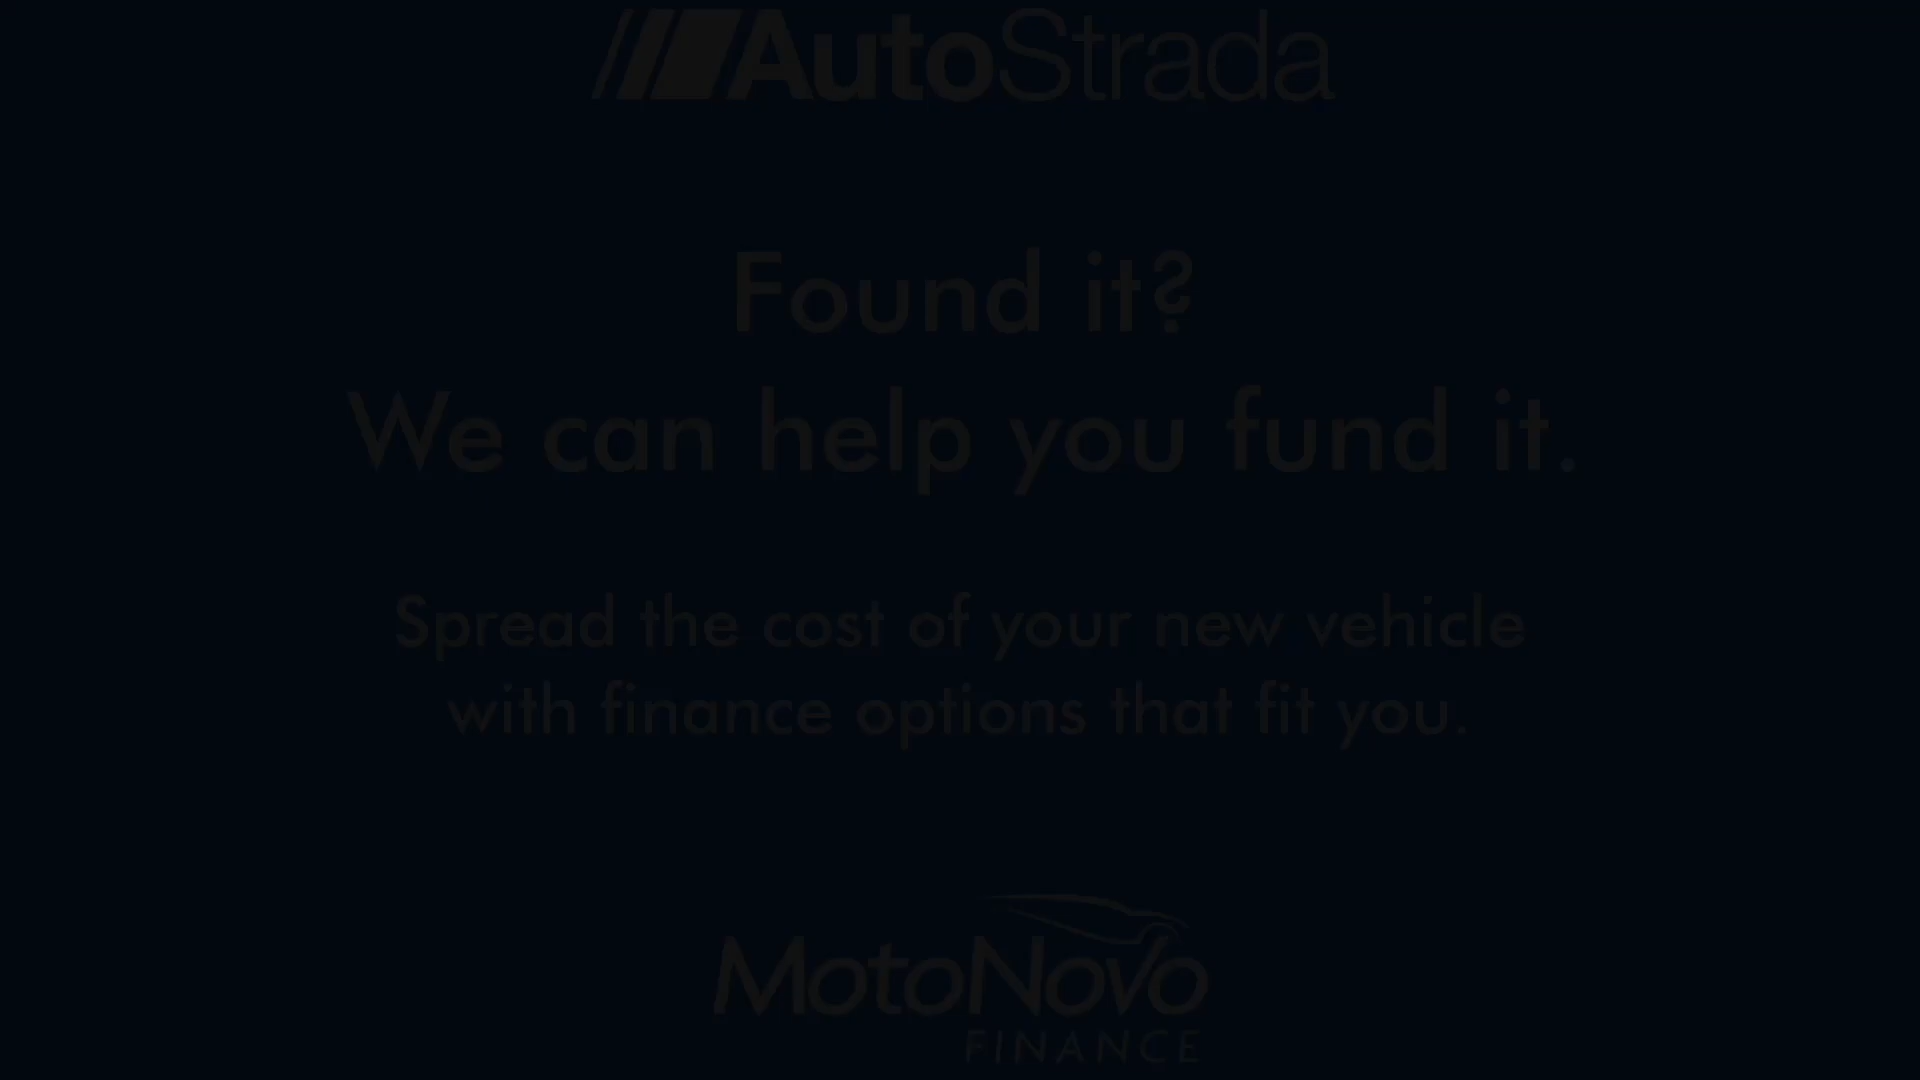 AutoStrada
Found it?
We can help you fund it.
Spread the cost of your new vehicle
with finance options that fit you.
MotoNovo
FINANCE